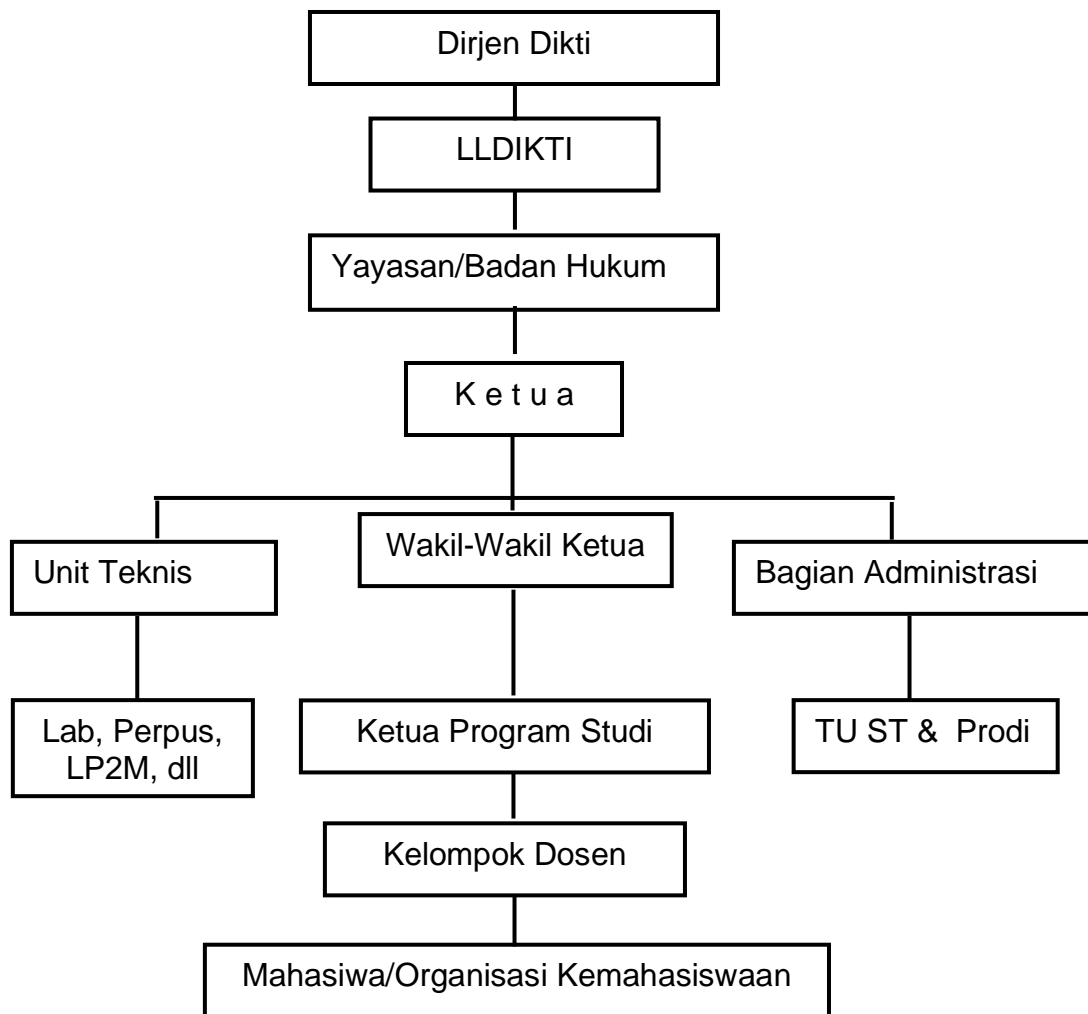 Dirjen Dikti
LLDIKTI
Yayasan/Badan Hukum
K e t u a
Unit Teknis
Wakil-Wakil Ketua
Bagian Administrasi
Lab, Perpus,
LP2M, dll
Ketua Program Studi
TU ST &  Prodi
Kelompok Dosen
Mahasiwa/Organisasi Kemahasiswaan